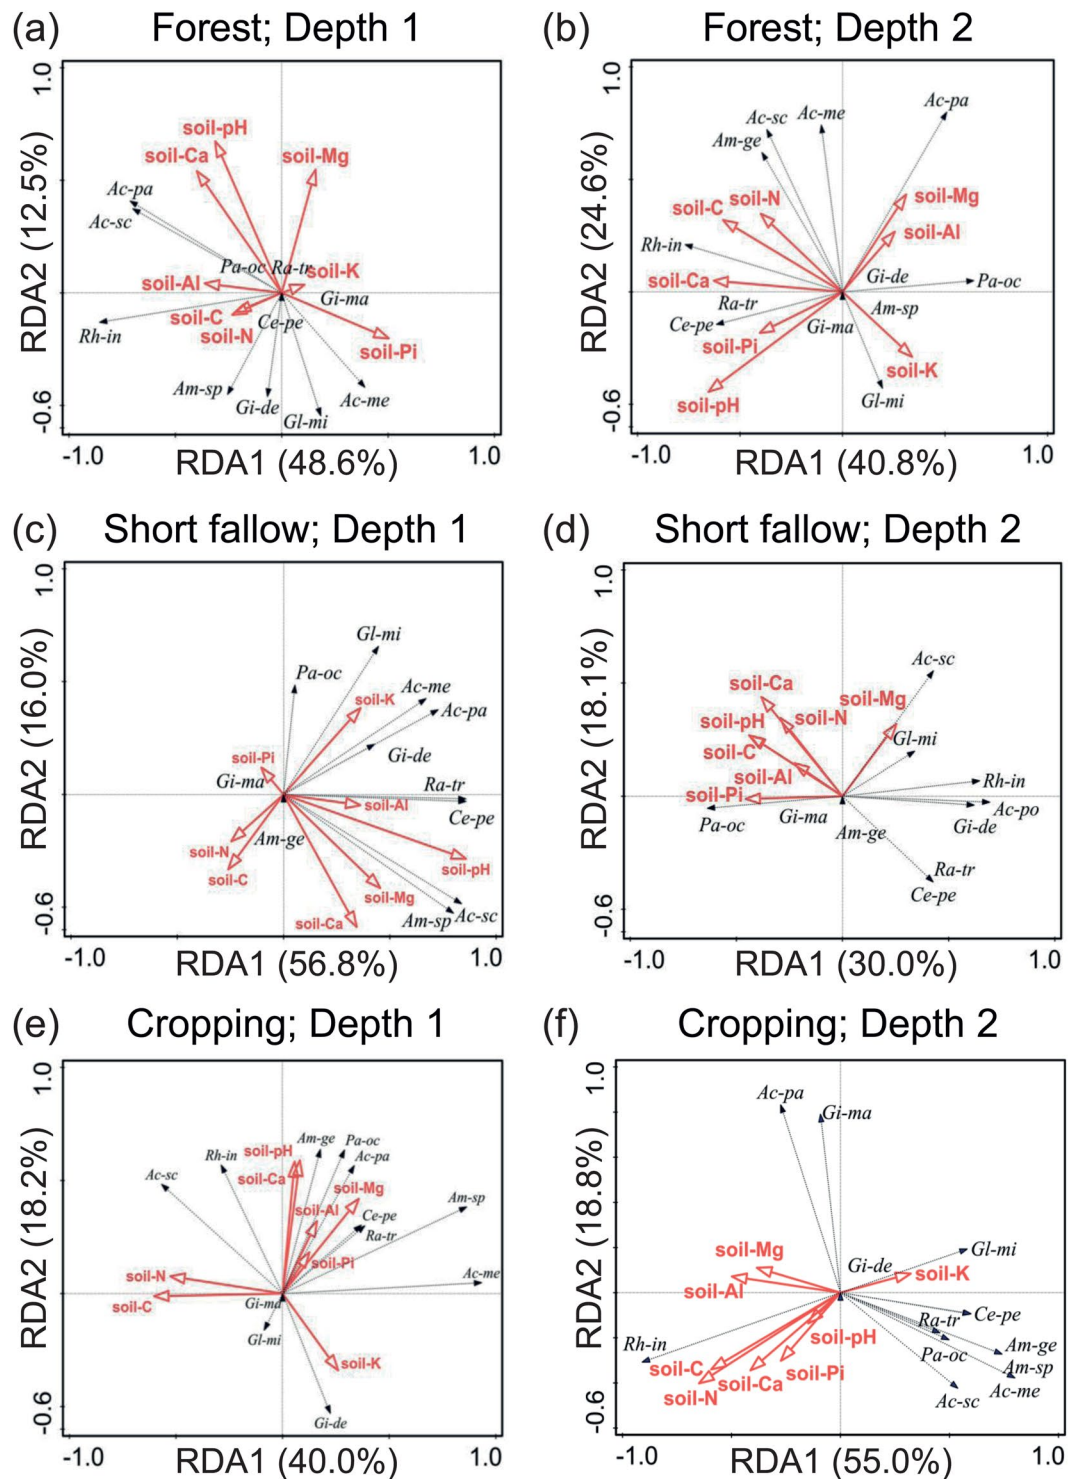 (a) Forest; Depth 1
1.0
soil-pH
soil-Ca
soil-Mg
Ac-pa
Ac-sc
Pa-oc
Ra-tr
soil-K
soil-Al
Gi-ma
soil-C
Ce-pe
soil-N
Rh-in
soil-Pi
Am-sp
Gi-de
Ac-me
Gl-mi
-0.6
RDA2 (12.5%)
-1.0
1.0
RDA1 (48.6%)
(b) Forest; Depth 2
1.0
Ac-pa
Ac-me
Ac-sc
Am-ge
soil-N
soil-Mg
soil-C
soil-Al
Rh-in
Gi-de
soil-Ca
Pa-oc
Ra-tr
Am-sp
Ce-pe
Gi-ma
soil-Pi
soil-K
soil-pH
Gl-mi
-0.6
RDA2 (24.6%)
-1.0
1.0
RDA1 (40.8%)
(c) Short fallow; Depth 1
1.0
Gl-mi
Pa-oc
Ac-me
soil-K
Ac-pa
soil-Pi
Gi-de
Gi-ma
Ra-tr
soil-Al
Ce-pe
Am-ge
soil-N
soil-pH
soil-C
soil-Mg
Ac-sc
Am-sp
soil-Ca
-0.6
RDA2 (16.0%)
-1.0
1.0
RDA1 (56.8%)
(d) Short fallow; Depth 2
1.0
Ac-sc
soil-Ca
soil-Mg
soil-pH
soil-N
Gl-mi
soil-C
soil-Al
Rh-in
soil-Pi
Ac-po
Pa-oc
Gi-ma
Gi-de
Am-ge
Ra-tr
Ce-pe
-0.6
RDA2 (18.1%)
-1.0
1.0
RDA1 (30.0%)
(e) Cropping; Depth 1
1.0
Am-ge
Pa-oc
soil-pH
Rh-in
Ac-pa
Ac-sc
soil-Ca
soil-Mg
Am-sp
soil-Al
Ce-pe
Ra-tr
soil-Pi
soil-N
Ac-me
soil-C
Gi-ma
Gl-mi
soil-K
Gi-de
-0.6
RDA2 (18.2%)
-1.0
1.0
RDA1 (40.0%)
(f) Cropping; Depth 2
1.0
Ac-pa
Gi-ma
soil-Mg
Gl-mi
Gi-de
soil-K
soil-Al
Ce-pe
Ra-tr
soil-pH
Rh-in
Pa-oc
Am-ge
soil-C
Am-sp
soil-Pi
soil-Ca
soil-N
Ac-me
Ac-sc
-0.6
RDA2 (18.8%)
-1.0
1.0
RDA1 (55.0%)